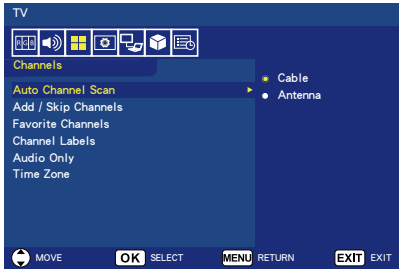 TV
RGB
Channels
Auto Channel Scan
Cable
Antenna
Add / Skip Channels
Favorite Channels
Channel Labels
Audio Only
Time Zone
MOVE OK SELECT MENU RETURN EXIT EXIT